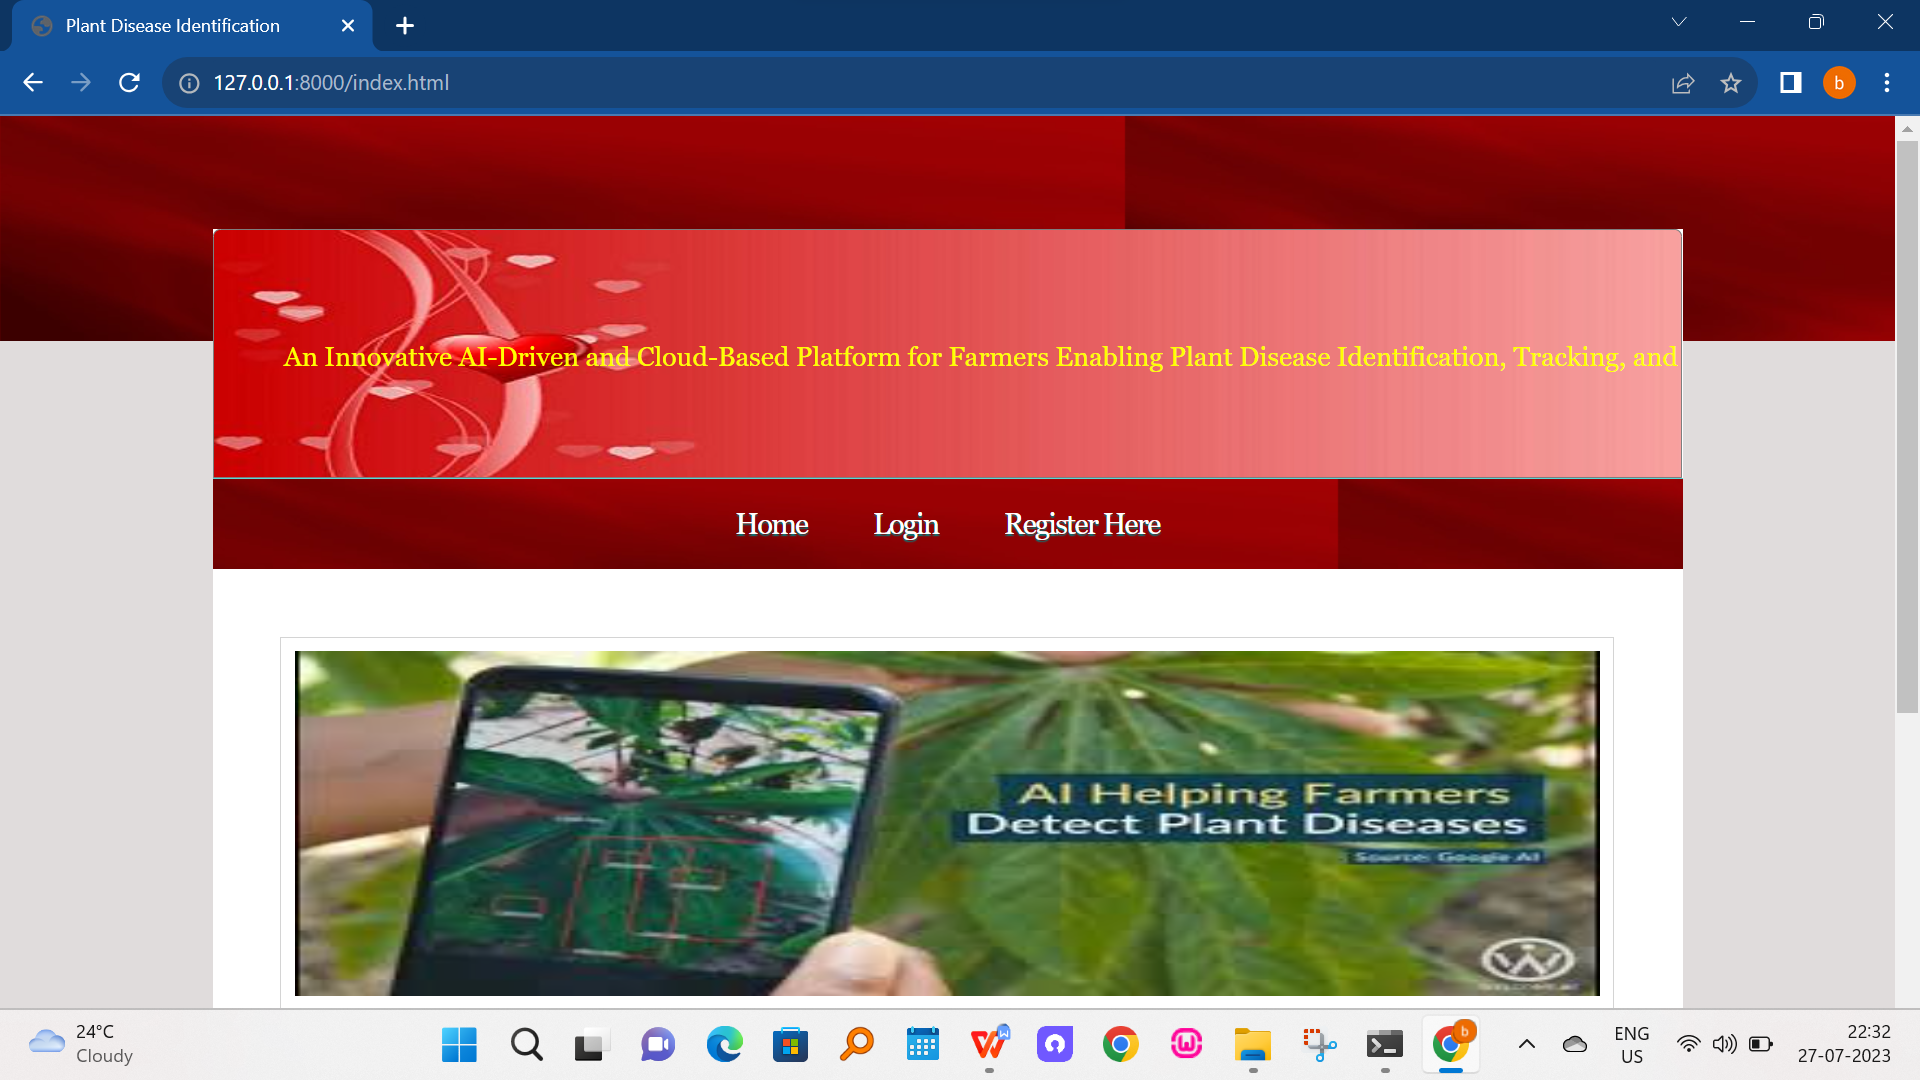 Plant Disease Identification
127.0.0.1:8000/index.html
b
An Innovative AI-Driven and Cloud-Based Platform for Farmers Enabling Plant Disease Identification, Tracking, and
Home Login Register Here
AI Helping Farmers
Detect Plant Diseases
Source: Google AI
24°C
Cloudy
b
ENG
US
22:32
27-07-2023